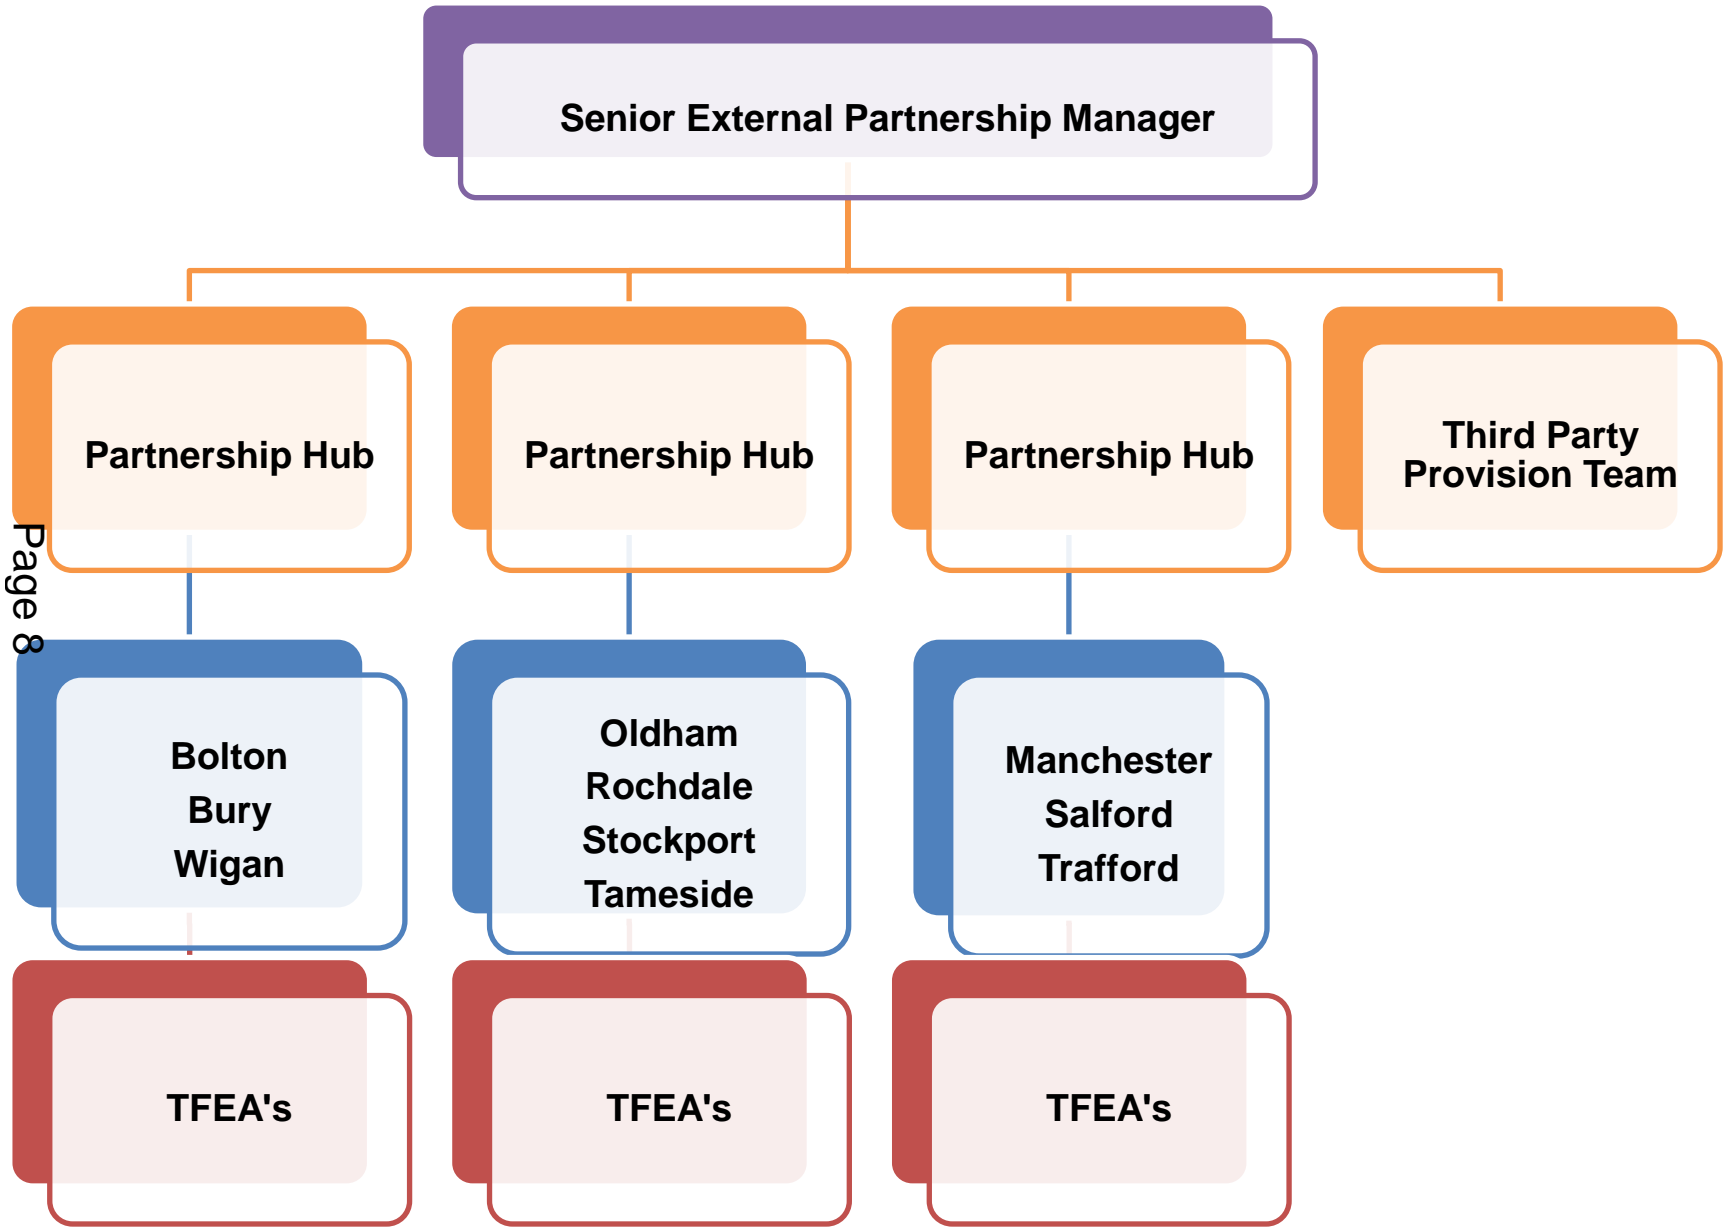 Senior External Partnership Manager
Partnership Hub
Partnership Hub
Partnership Hub
Third Party
Provision Team
Page 8
Bolton
Bury
Wigan
Oldham
Rochdale
Stockport
Tameside
Manchester
Salford
Trafford
TFEA's
TFEA's
TFEA's